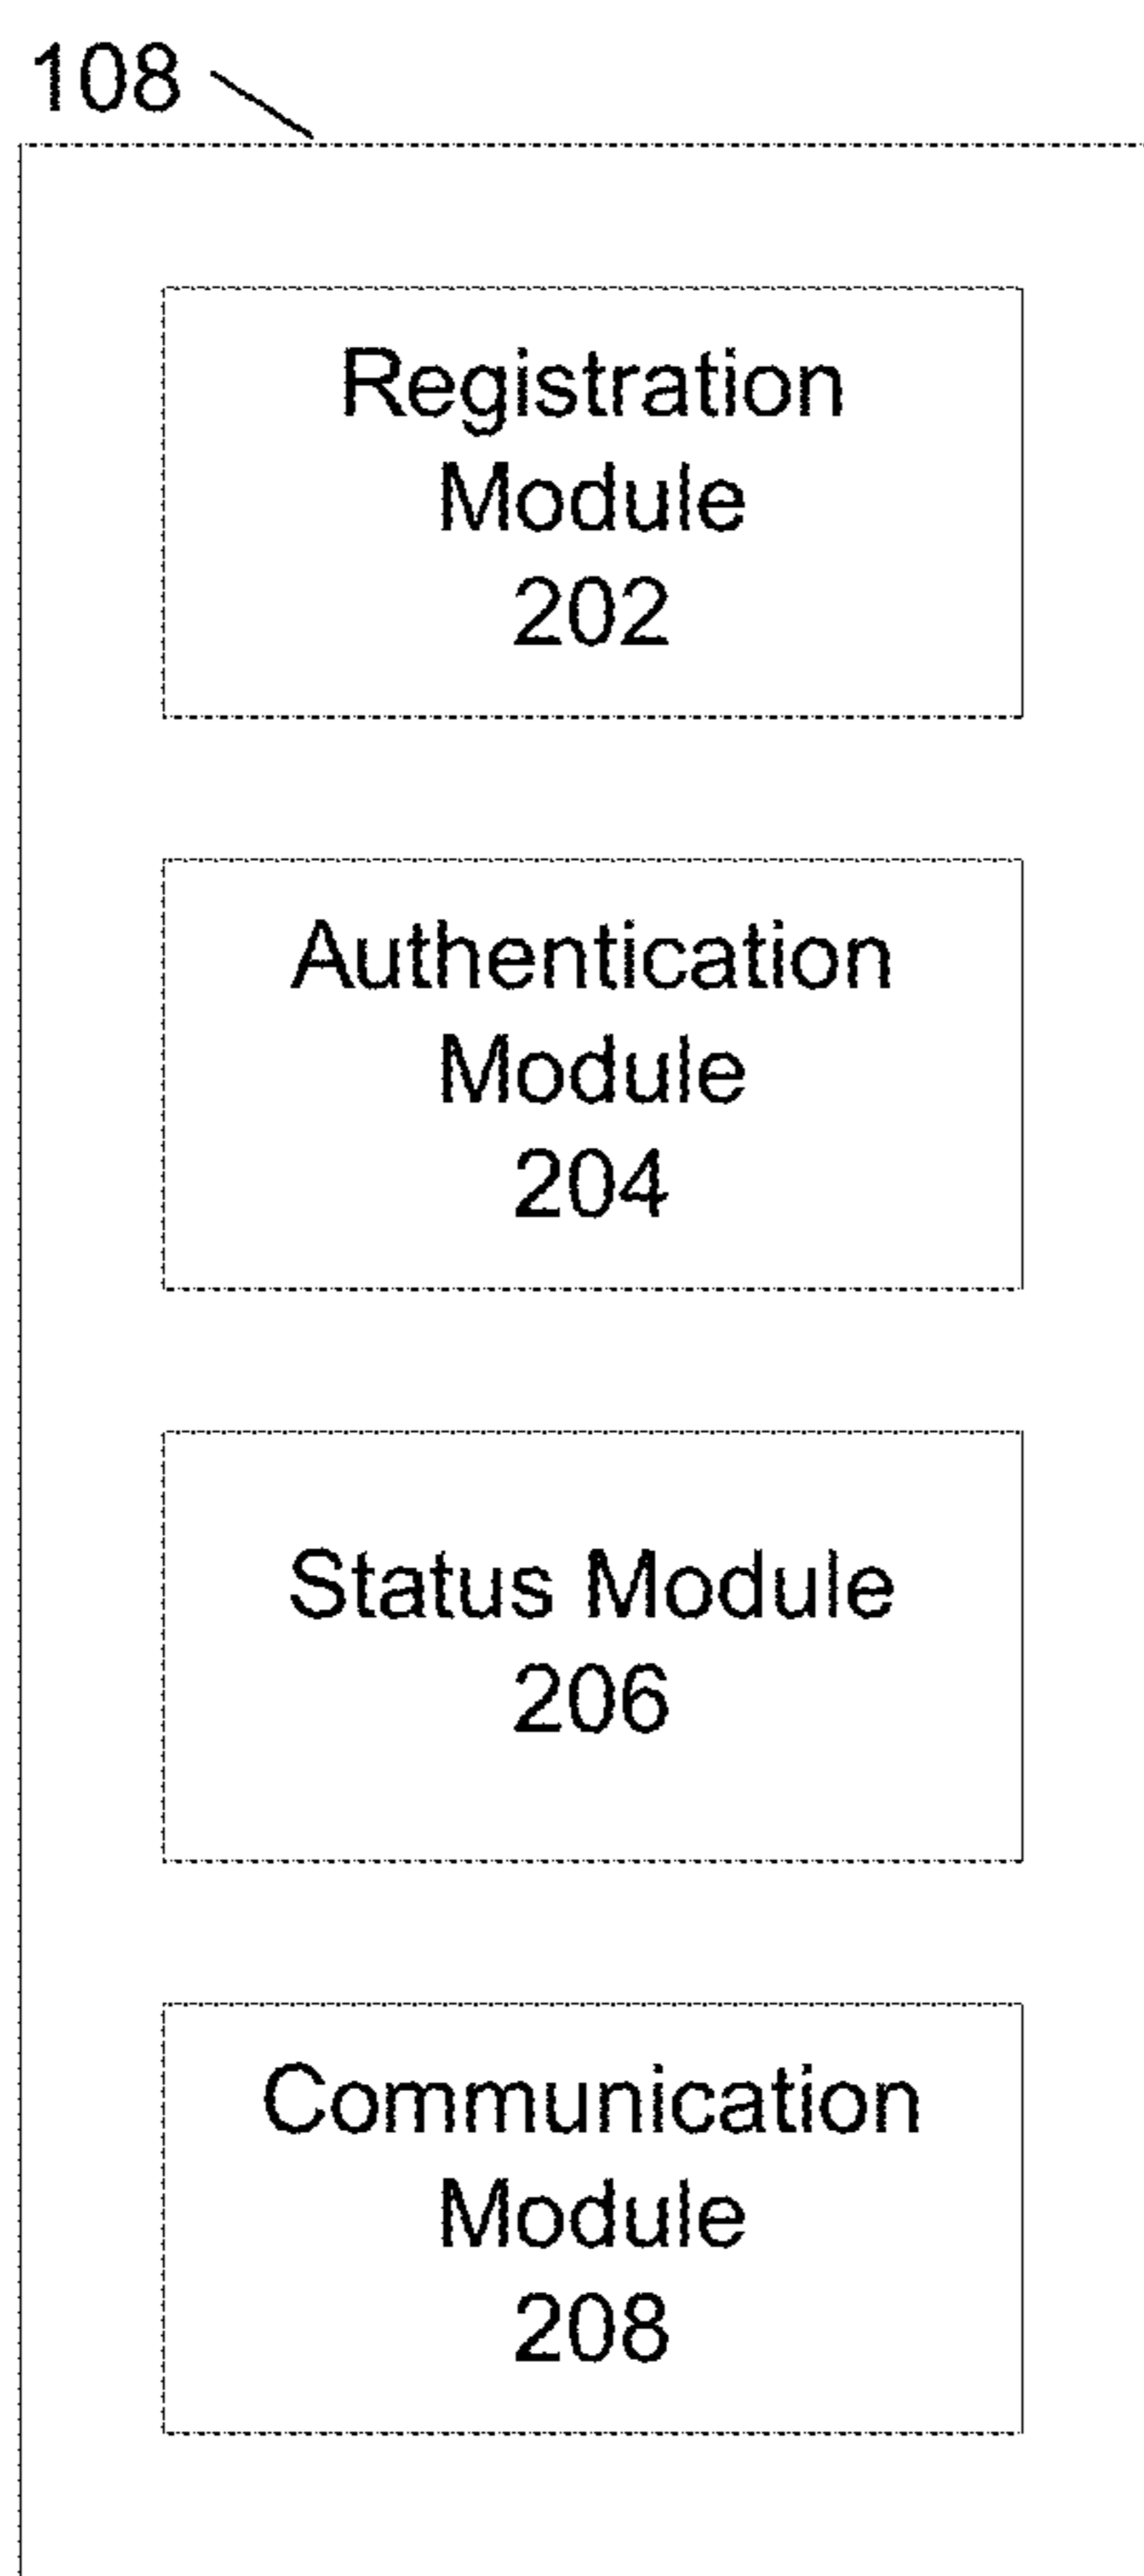 108
Registration
Module
202
Authentication
Module
204
Status Module
206
Communication
Module
208